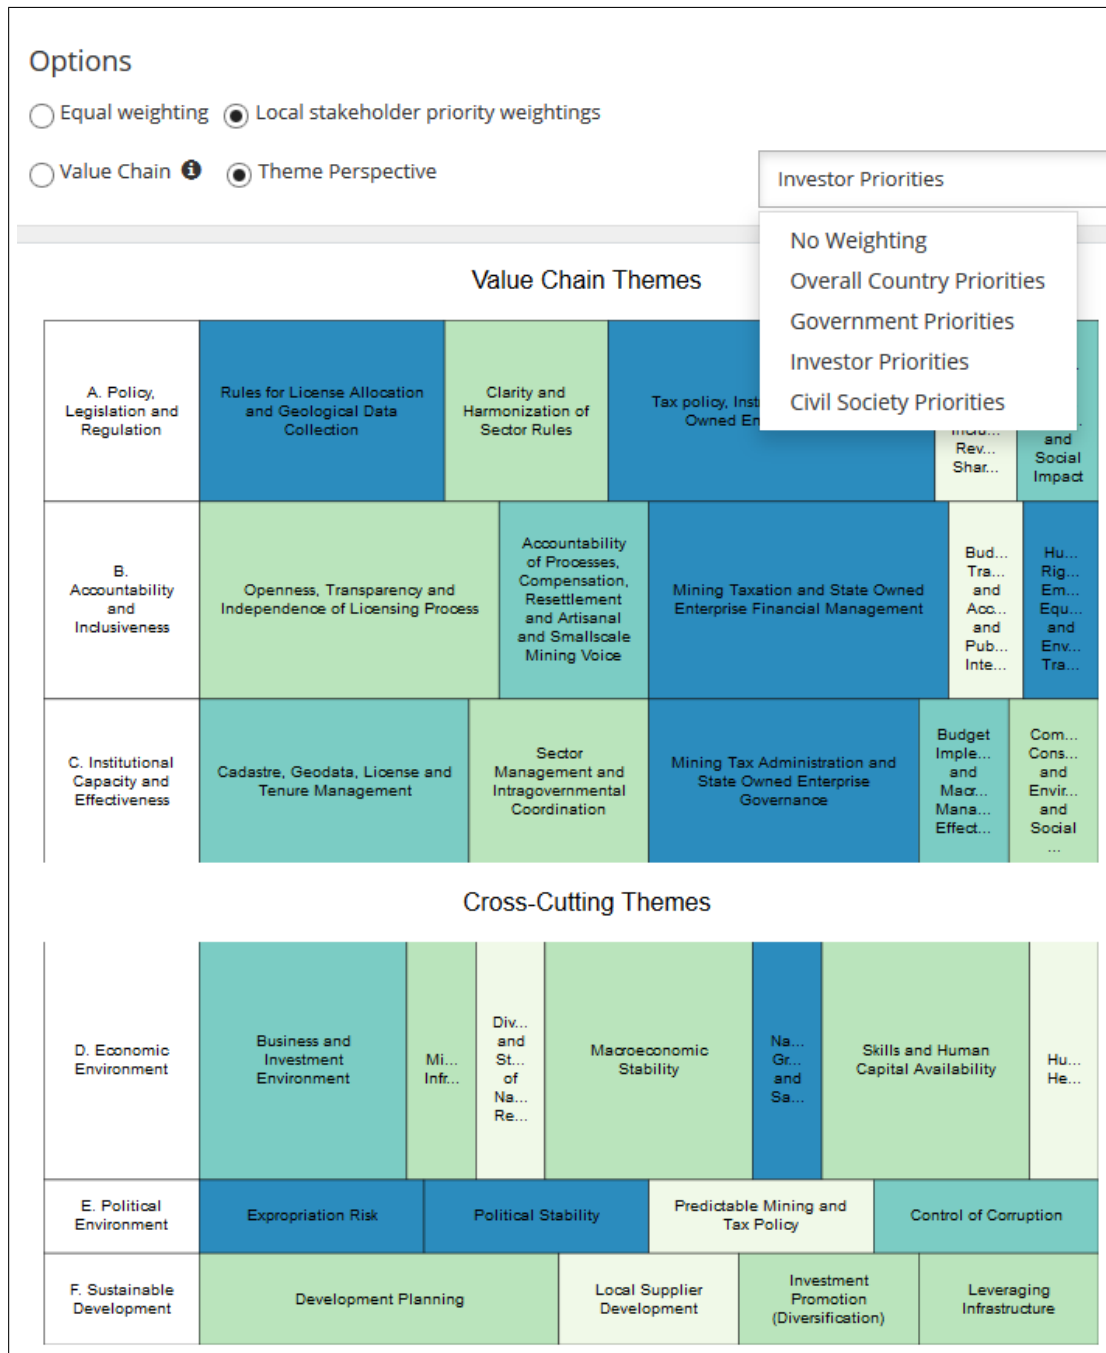 Options
Equal weighting
Local stakeholder priority weightings
Value Chain
Theme Perspective
Investor Priorities
No Weighting
Overall Country Priorities
Government Priorities
Investor Priorities
Civil Society Priorities
Value Chain Themes
A. Policy,
Legislation and
Regulation
Rules for License Allocation
and Geological Data
Collection
Clarity and
Harmonization of
Sector Rules
Tax policy, Inst
Owned En
Rev...
Shar...
and
Social
Impact
B.
Accountability
and
Inclusiveness
Openness, Transparency and
Independence of Licensing Process
Accountability
of Processes,
Compensation,
Resettlement
and Artisanal
and Smallscale
Mining Voice
Mining Taxation and State Owned
Enterprise Financial Management
Bud...
Tra...
and
Acc...
and
Pub...
Inte...
Hu...
Rig...
Em...
Equ...
and
Env...
Tra...
C. Institutional
Capacity and
Effectiveness
Cadastre, Geodata, License and
Tenure Management
Sector
Management and
Intragovernmental
Coordination
Mining Tax Administration and
State Owned Enterprise
Governance
Budget
Imple...
and
Macr...
Mana...
Effect...
Com...
Cons...
and
Envir...
and
Social
...
Cross-Cutting Themes
D. Economic
Environment
Business and
Investment
Environment
Mi...
Infr...
Div...
and
St...
of
Na...
Re...
Macroeconomic
Stability
Na...
Gr...
and
Sa...
Skills and Human
Capital Availability
Hu...
He...
E. Political
Environment
Expropriation Risk
Political Stability
Predictable Mining and
Tax Policy
Control of Corruption
F. Sustainable
Development
Development Planning
Local Supplier
Development
Investment
Promotion
(Diversification)
Leveraging
Infrastructure